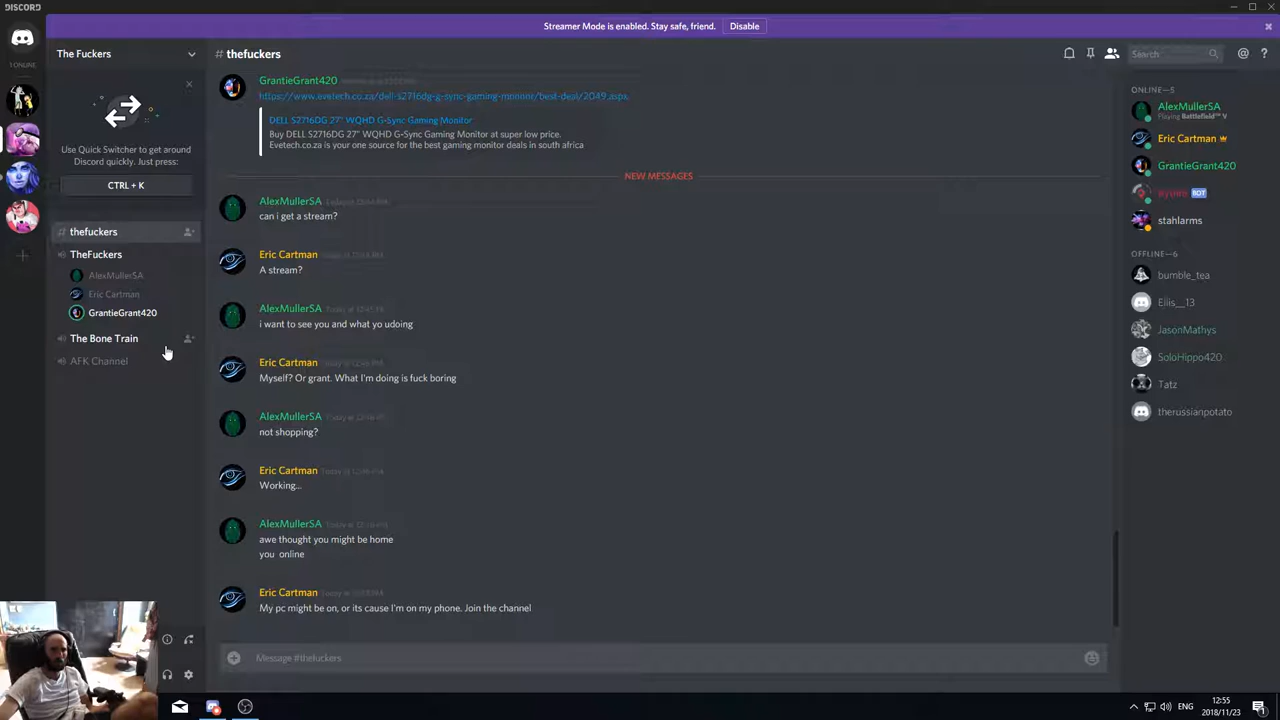 DISCORD
Streamer Mode is enabled. Stay safe, friend. Disable
1 ONLINE
The Fuckers
# thefuckers
Search
Use Quick Switcher to get around
Discord quickly. Just press:
CTRL + K
# thefuckers
TheFuckers
AlexMullerSA
Eric Cartman
GrantieGrant420
The Bone Train
AFK Channel
GrantieGrant420
https://www.evetech.co.za/dell-s2716dg-g-sync-gaming-monitor/best-deal/2049.aspx
DELL S2716DG 27" WQHD G-Sync Gaming Monitor
Buy DELL S2716DG 27" WQHD G-Sync Gaming Monitor at super low price.
Evetech.co.za is your one source for the best gaming monitor deals in south africa
NEW MESSAGES
AlexMullerSA
can i get a stream?
Eric Cartman
A stream?
AlexMullerSA
i want to see you and what yo udoing
Eric Cartman
Myself? Or grant. What I'm doing is fuck boring
AlexMullerSA
not shopping?
Eric Cartman
Working...
AlexMullerSA
awe thought you might be home
you online
Eric Cartman
My pc might be on, or its cause I'm on my phone. Join the channel
Message #thefuckers
ONLINE—5
AlexMullerSA
Playing Battlefield™ V
Eric Cartman
GrantieGrant420
BOT
stahlarms
OFFLINE—6
bumble_tea
Ellis__13
JasonMathys
SoloHippo420
Tatz
therussianpotato
ENG
12:55
2018/11/23